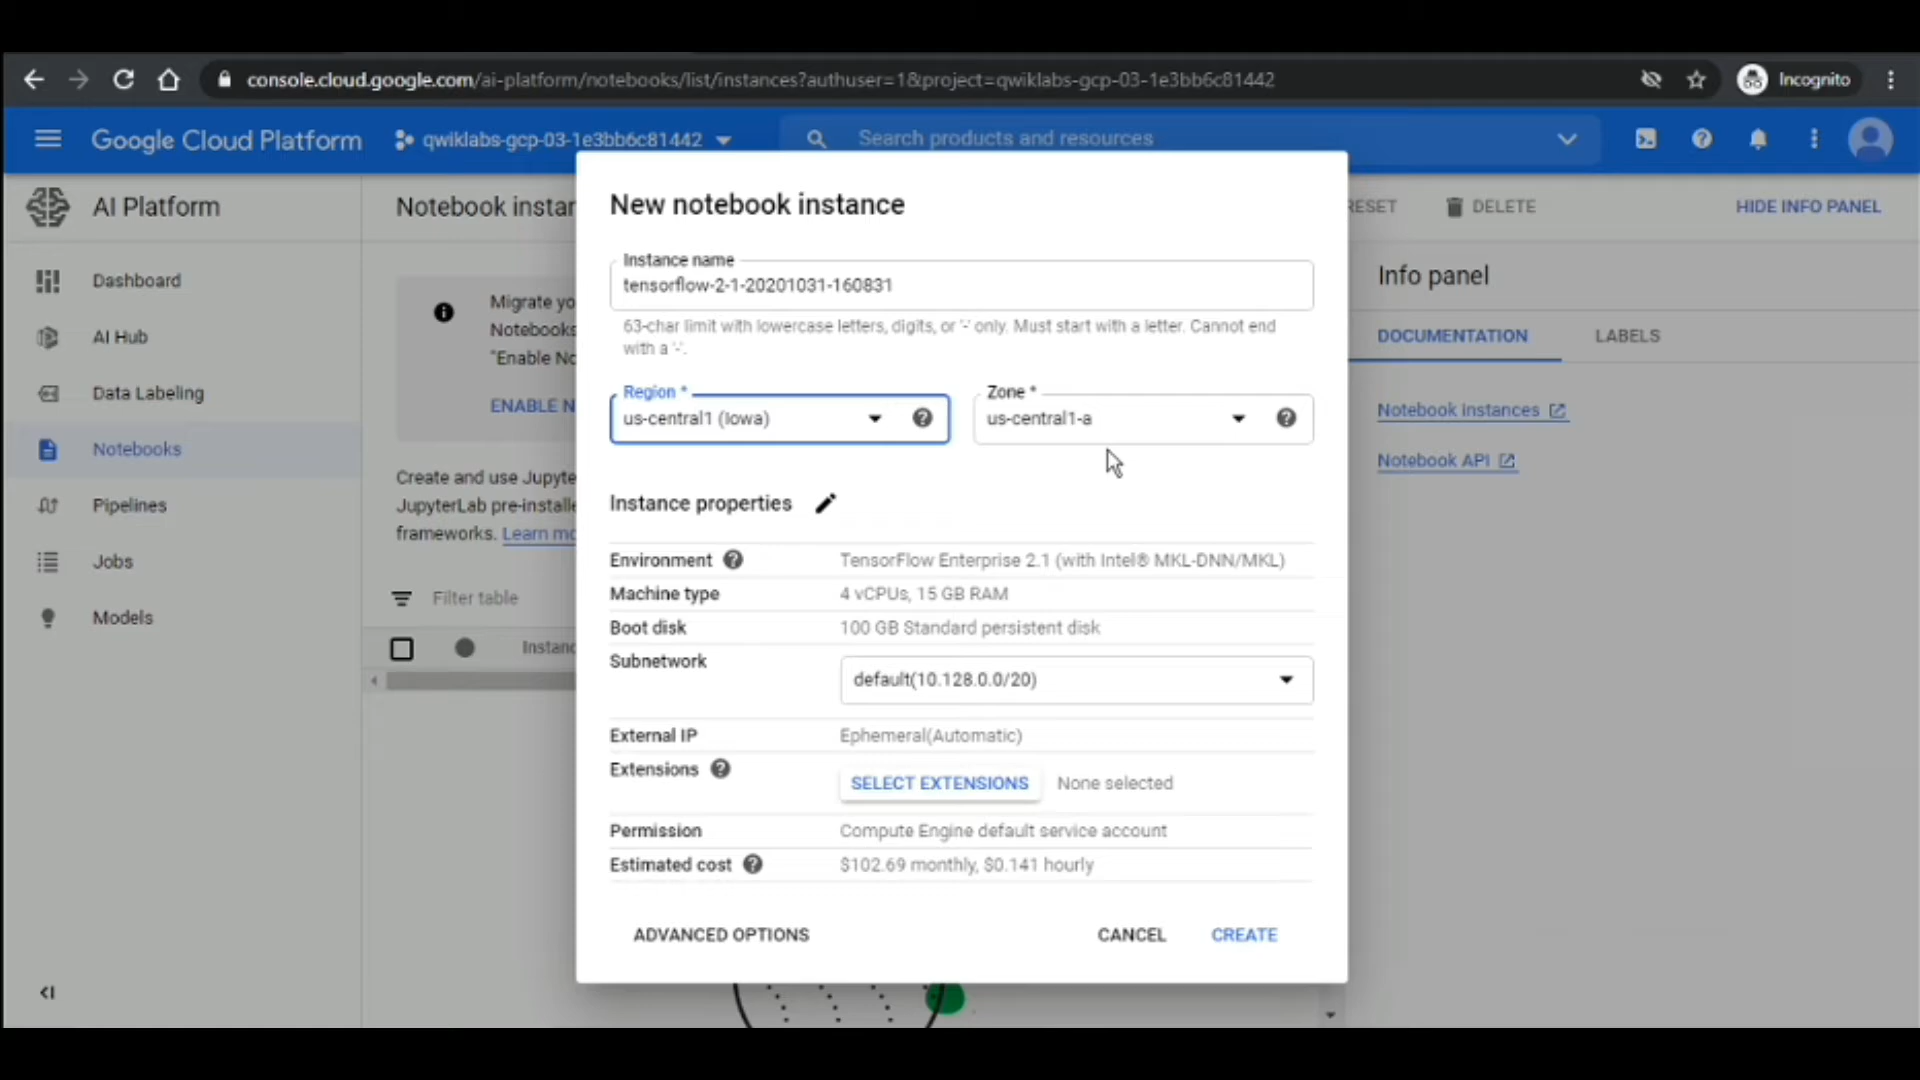 console.cloud.google.com/ai-platform/notebooks/list/instances?authuser=1&project=qwiklabs-gcp-03-1e3bb6c81442
Incognito
Google Cloud Platform
qwiklabs-gcp-03-1e3bb6c81442
Search products and resources
AI Platform
Notebook instan
RESET
DELETE
HIDE INFO PANEL
Dashboard
AI Hub
Data Labeling
Notebooks
Pipelines
Jobs
Models
Migrate yo
Notebooks
"Enable No
ENABLE N
Create and use Jupyte
JupyterLab pre-installe
frameworks. Learn mo
Filter table
Instanc
New notebook instance
Instance name
tensorflow-2-1-20201031-160831
63-char limit with lowercase letters, digits, or '-' only. Must start with a letter. Cannot end
with a '-'.
Region *
us-central1 (Iowa)
Zone *
us-central1-a
Instance properties
Environment
TensorFlow Enterprise 2.1 (with Intel® MKL-DNN/MKL)
Machine type
4 vCPUs, 15 GB RAM
Boot disk
100 GB Standard persistent disk
Subnetwork
default(10.128.0.0/20)
External IP
Ephemeral(Automatic)
Extensions
SELECT EXTENSIONS
None selected
Permission
Compute Engine default service account
Estimated cost
$102.69 monthly, $0.141 hourly
ADVANCED OPTIONS
CANCEL
CREATE
Info panel
DOCUMENTATION
LABELS
Notebook Instances
Notebook API